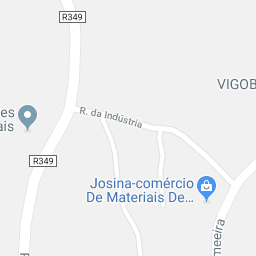 R349
VIGOB
R. da Indústria
es
ais
R349
Josina-comércio
De Materiais De...
meeira